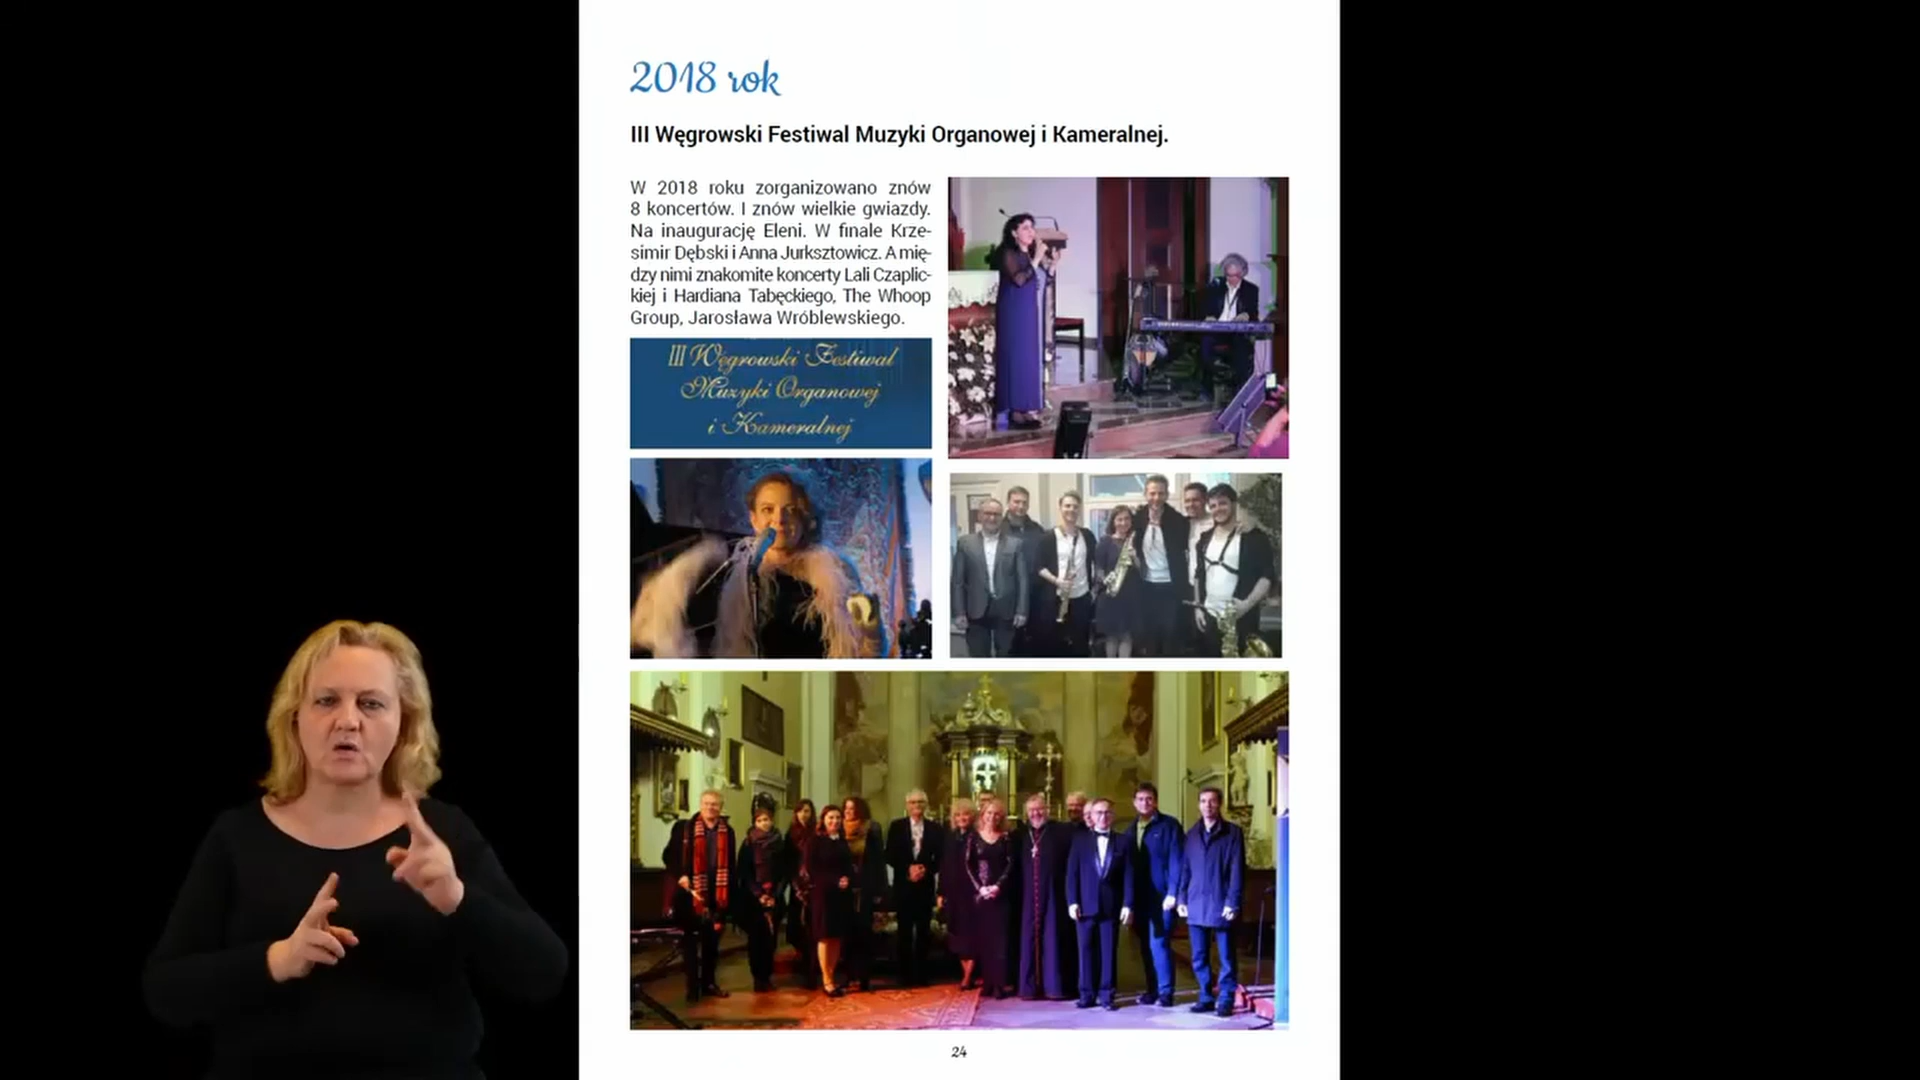 2018 rok
III Węgrowski Festiwal Muzyki Organowej i Kameralnej.
W 2018 roku zorganizowano znów
8 koncertów. I znów wielkie gwiazdy.
Na inaugurację Eleni. W finale Krze-
simir Dębski i Anna Jurksztowicz. A mię-
dzy nimi znakomite koncerty Lali Czaplic-
kiej i Hardiana Tabęckiego, The Whoop
Group, Jarosława Wróblewskiego.
III Węgrowski Festiwal
Muzyki Organowej
i Kameralnej
24